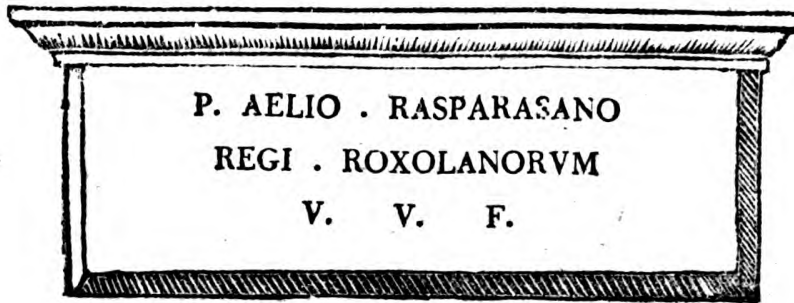 P. AELIO . RASPARASANO
REGI . ROXOLANORVM
V. V. F.